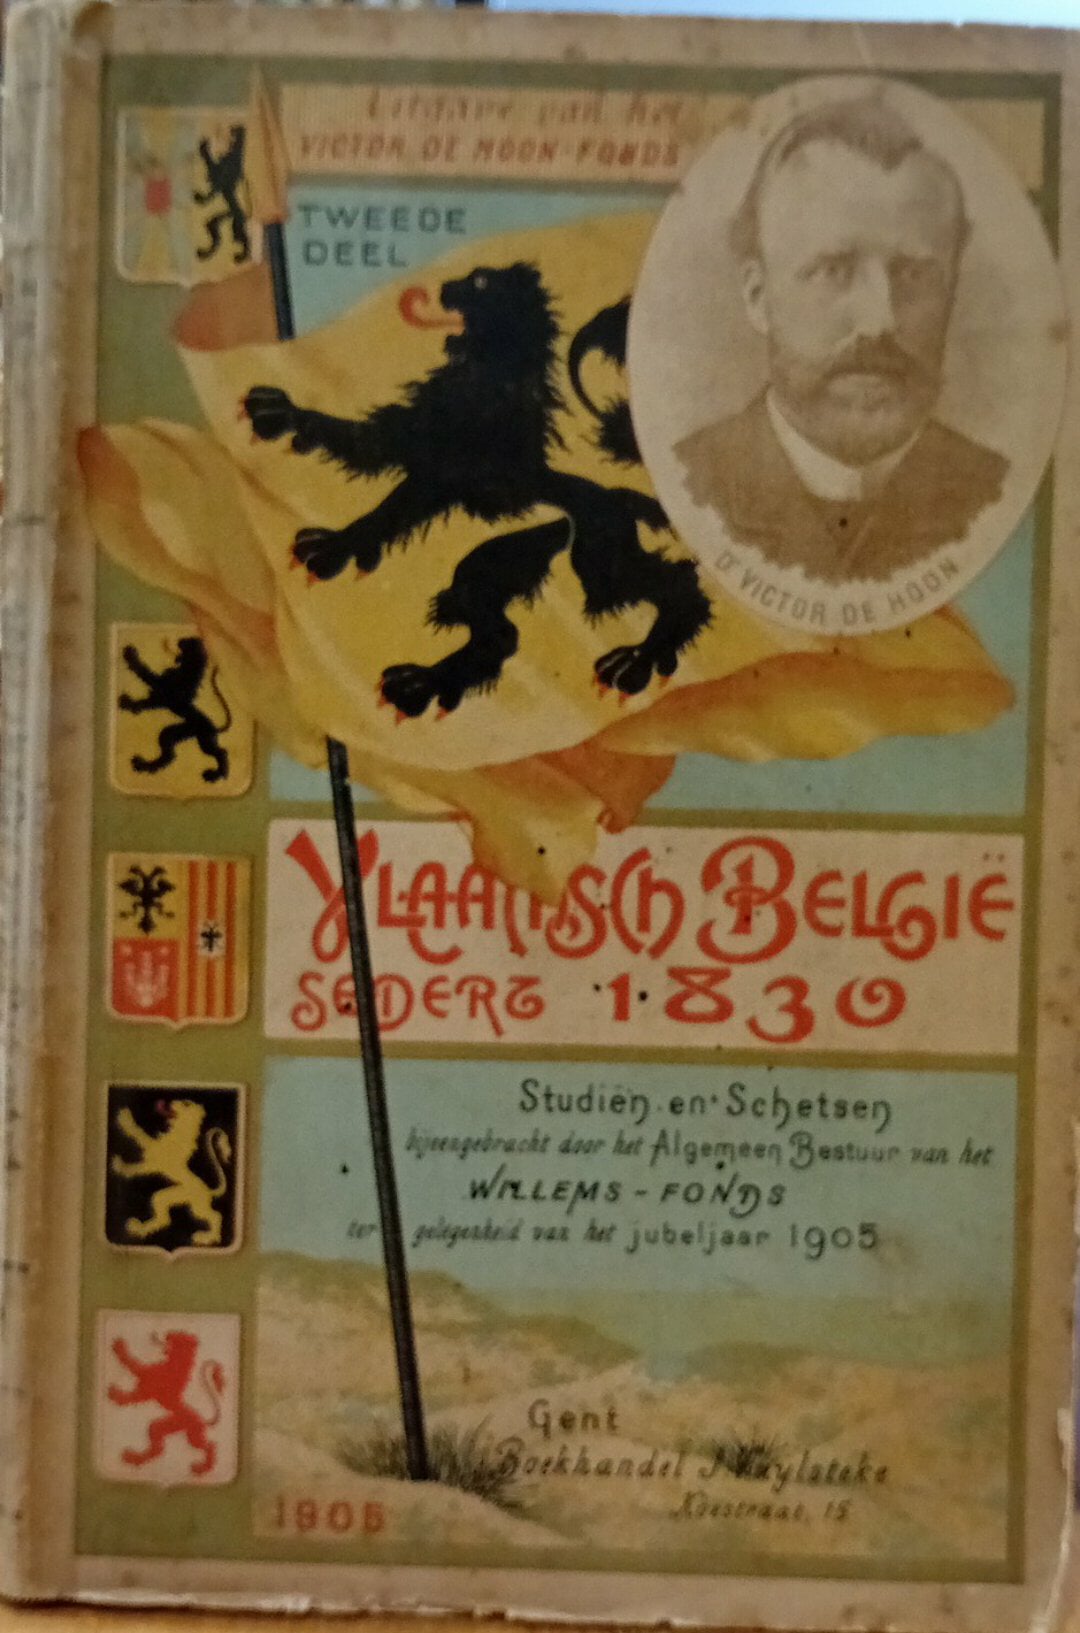 Uitgave van het
VICTOR DE HOON-FONDS
TWEEDE
DEEL
Dr VICTOR DE HOON
VLAAMSCH BELGIË
SEDERT 1830
Studiën en Schetsen
bijeengebracht door het Algemeen Bestuur van het
WILLEMS-FONDS
ter gelegenheid van het jubeljaar 1905
Gent
Boekhandel J. Vuylsteke
Koestraat, 15
1905